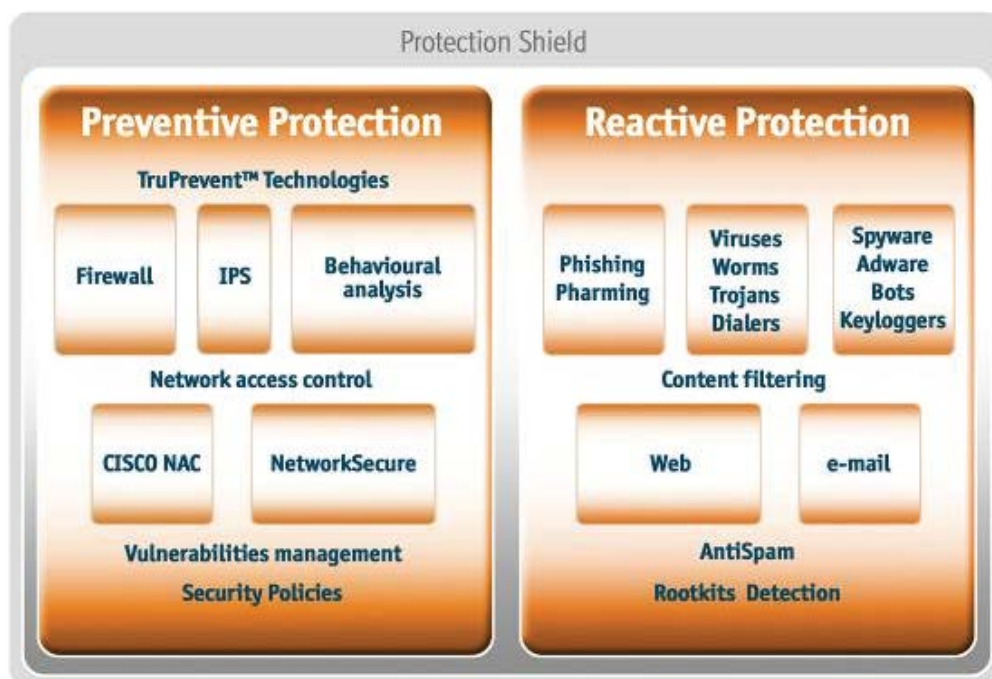 Protection Shield
Preventive Protection
TruPrevent™ Technologies
Firewall
IPS
Behavioural
analysis
Network access control
CISCO NAC
NetworkSecure
Vulnerabilities management
Security Policies
Reactive Protection
Phishing
Pharming
Viruses
Worms
Trojans
Dialers
Spyware
Adware
Bots
Keyloggers
Content filtering
Web
e-mail
AntiSpam
Rootkits Detection